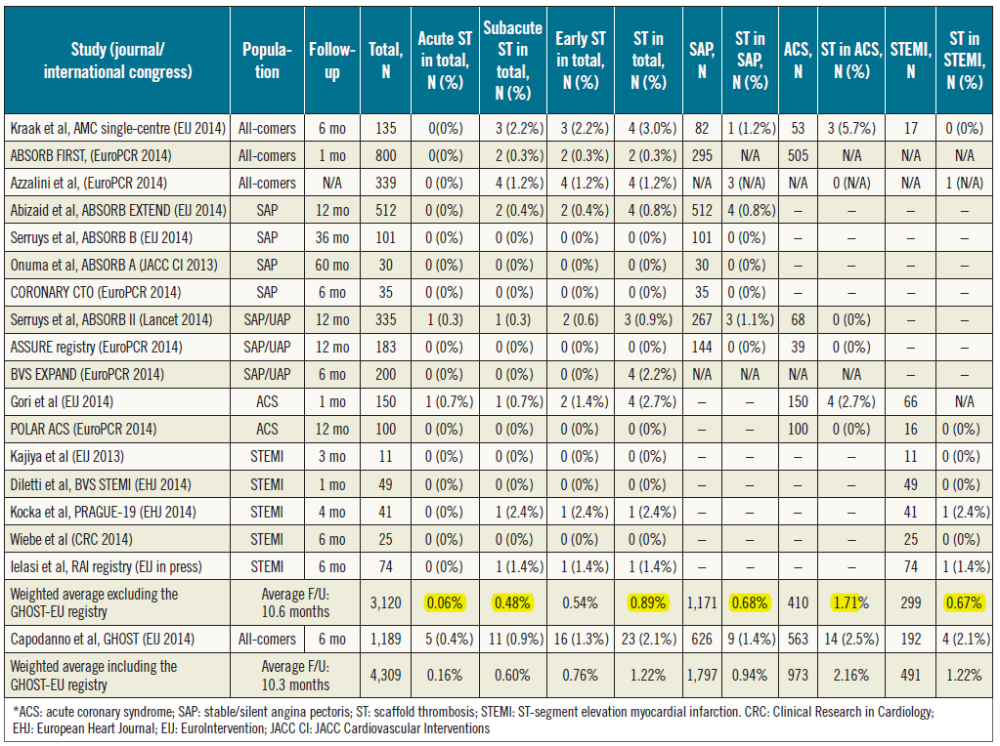 Study (journal/ international congress) | Population | Follow-up | Total, N | Acute ST in total, N (%) | Subacute ST in total, N (%) | Early ST in total, N (%) | ST in total, N (%) | SAP, N | ST in SAP, N (%) | ACS, N | ST in ACS, N (%) | STEMI, N | ST in STEMI, N (%)
Kraak et al, AMC single-centre (EIJ 2014) | All-comers | 6 mo | 135 | 0(0%) | 3 (2.2%) | 3 (2.2%) | 4 (3.0%) | 82 | 1 (1.2%) | 53 | 3 (5.7%) | 17 | 0 (0%)
ABSORB FIRST, (EuroPCR 2014) | All-comers | 1 mo | 800 | 0(0%) | 2 (0.3%) | 2 (0.3%) | 2 (0.3%) | 295 | N/A | 505 | N/A | N/A | N/A
Azzalini et al, (EuroPCR 2014) | All-comers | N/A | 339 | 0 (0%) | 4 (1.2%) | 4 (1.2%) | 4 (1.2%) | N/A | 3 (N/A) | N/A | 0 (N/A) | N/A | 1 (N/A)
Abizaid et al, ABSORB EXTEND (EIJ 2014) | SAP | 12 mo | 512 | 0 (0%) | 2 (0.4%) | 2 (0.4%) | 4 (0.8%) | 512 | 4 (0.8%) | – | – | – | –
Serruys et al, ABSORB B (EIJ 2014) | SAP | 36 mo | 101 | 0 (0%) | 0 (0%) | 0 (0%) | 0 (0%) | 101 | 0 (0%) | – | – | – | –
Onuma et al, ABSORB A (JACC CI 2013) | SAP | 60 mo | 30 | 0 (0%) | 0 (0%) | 0 (0%) | 0 (0%) | 30 | 0 (0%) | – | – | – | –
CORONARY CTO (EuroPCR 2014) | SAP | 6 mo | 35 | 0 (0%) | 0 (0%) | 0 (0%) | 0 (0%) | 35 | 0 (0%) | – | – | – | –
Serruys et al, ABSORB II (Lancet 2014) | SAP/UAP | 12 mo | 335 | 1 (0.3) | 1 (0.3) | 2 (0.6) | 3 (0.9%) | 267 | 3 (1.1%) | 68 | 0 (0%) | – | –
ASSURE registry (EuroPCR 2014) | SAP/UAP | 12 mo | 183 | 0 (0%) | 0 (0%) | 0 (0%) | 0 (0%) | 144 | 0 (0%) | 39 | 0 (0%) | – | –
BVS EXPAND (EuroPCR 2014) | SAP/UAP | 6 mo | 200 | 0 (0%) | 0 (0%) | 0 (0%) | 4 (2.2%) | N/A | N/A | N/A | N/A | – | –
Gori et al (EIJ 2014) | ACS | 1 mo | 150 | 1 (0.7%) | 1 (0.7%) | 2 (1.4%) | 4 (2.7%) | – | – | 150 | 4 (2.7%) | 66 | N/A
POLAR ACS (EuroPCR 2014) | ACS | 12 mo | 100 | 0 (0%) | 0 (0%) | 0 (0%) | 0 (0%) | – | – | 100 | 0 (0%) | 16 | 0 (0%)
Kajiya et al (EIJ 2013) | STEMI | 3 mo | 11 | 0 (0%) | 0 (0%) | 0 (0%) | 0 (0%) | – | – | – | – | 11 | 0 (0%)
Diletti et al, BVS STEMI (EHJ 2014) | STEMI | 1 mo | 49 | 0 (0%) | 0 (0%) | 0 (0%) | 0 (0%) | – | – | – | – | 49 | 0 (0%)
Kocka et al, PRAGUE-19 (EHJ 2014) | STEMI | 4 mo | 41 | 0 (0%) | 1 (2.4%) | 1 (2.4%) | 1 (2.4%) | – | – | – | – | 41 | 1 (2.4%)
Wiebe et al (CRC 2014) | STEMI | 6 mo | 25 | 0 (0%) | 0 (0%) | 0 (0%) | 0 (0%) | – | – | – | – | 25 | 0 (0%)
Ielasi et al, RAI registry (EIJ in press) | STEMI | 6 mo | 74 | 0 (0%) | 1 (1.4%) | 1 (1.4%) | 1 (1.4%) | – | – | – | – | 74 | 1 (1.4%)
Weighted average excluding the GHOST-EU registry | Average F/U: 10.6 months | 3,120 | 0.06% | 0.48% | 0.54% | 0.89% | 1,171 | 0.68% | 410 | 1.71% | 299 | 0.67%
Capodanno et al, GHOST (EIJ 2014) | All-comers | 6 mo | 1,189 | 5 (0.4%) | 11 (0.9%) | 16 (1.3%) | 23 (2.1%) | 626 | 9 (1.4%) | 563 | 14 (2.5%) | 192 | 4 (2.1%)
Weighted average including the GHOST-EU registry | Average F/U: 10.3 months | 4,309 | 0.16% | 0.60% | 0.76% | 1.22% | 1,797 | 0.94% | 973 | 2.16% | 491 | 1.22%
*ACS: acute coronary syndrome; SAP: stable/silent angina pectoris; ST: scaffold thrombosis; STEMI: ST-segment elevation myocardial infarction. CRC: Clinical Research in Cardiology;
EHJ: European Heart Journal; EIJ: EuroIntervention; JACC CI: JACC Cardiovascular Interventions